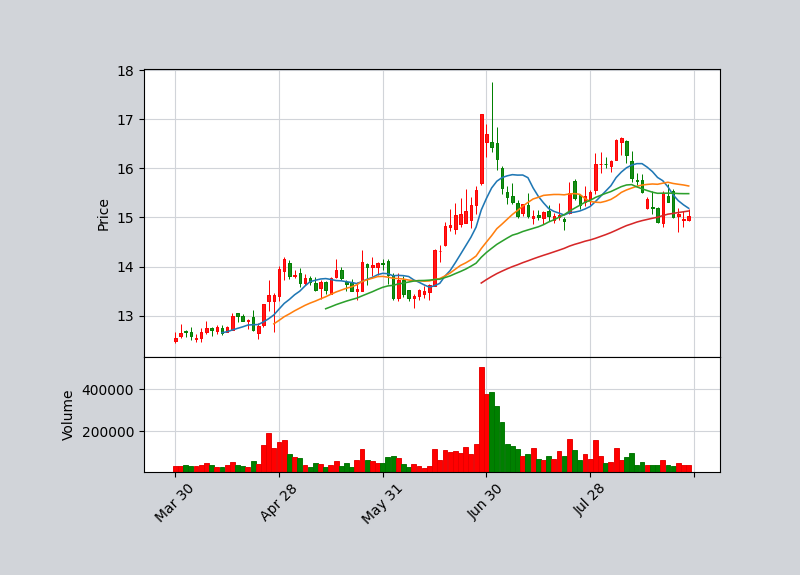 18
17
16
15
14
13
Price
400000
200000
Volume
Mar 30
Apr 28
May 31
Jun 30
Jul 28